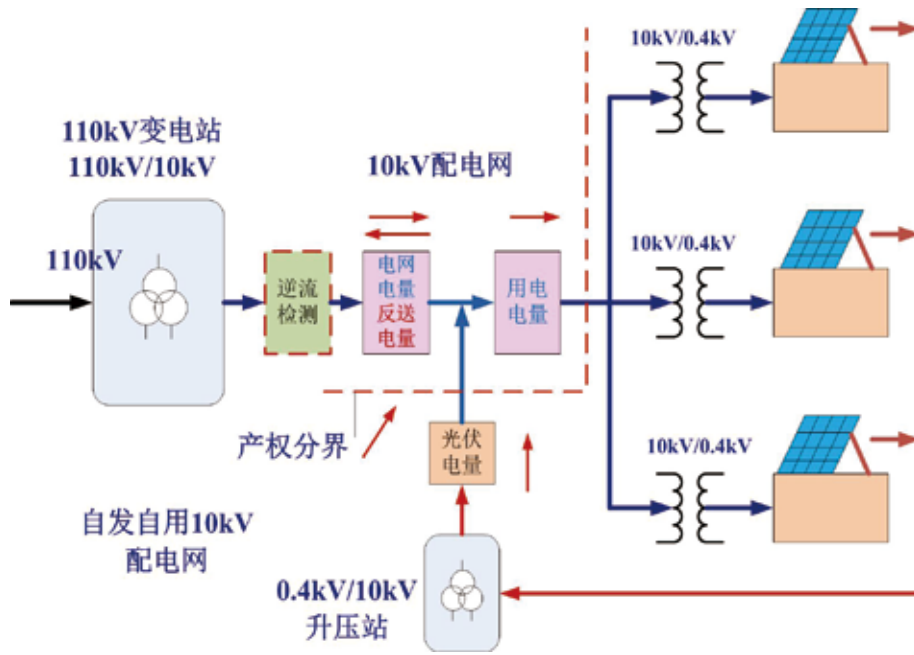 10kV/0.4kV
110kV变电站
110kV/10kV
10kV配电网
110kV
逆流
检测
电网
电量
反送
电量
用电
电量
10kV/0.4kV
产权分界
光伏
电量
10kV/0.4kV
自发自用10kV
配电网
0.4kV/10kV
升压站